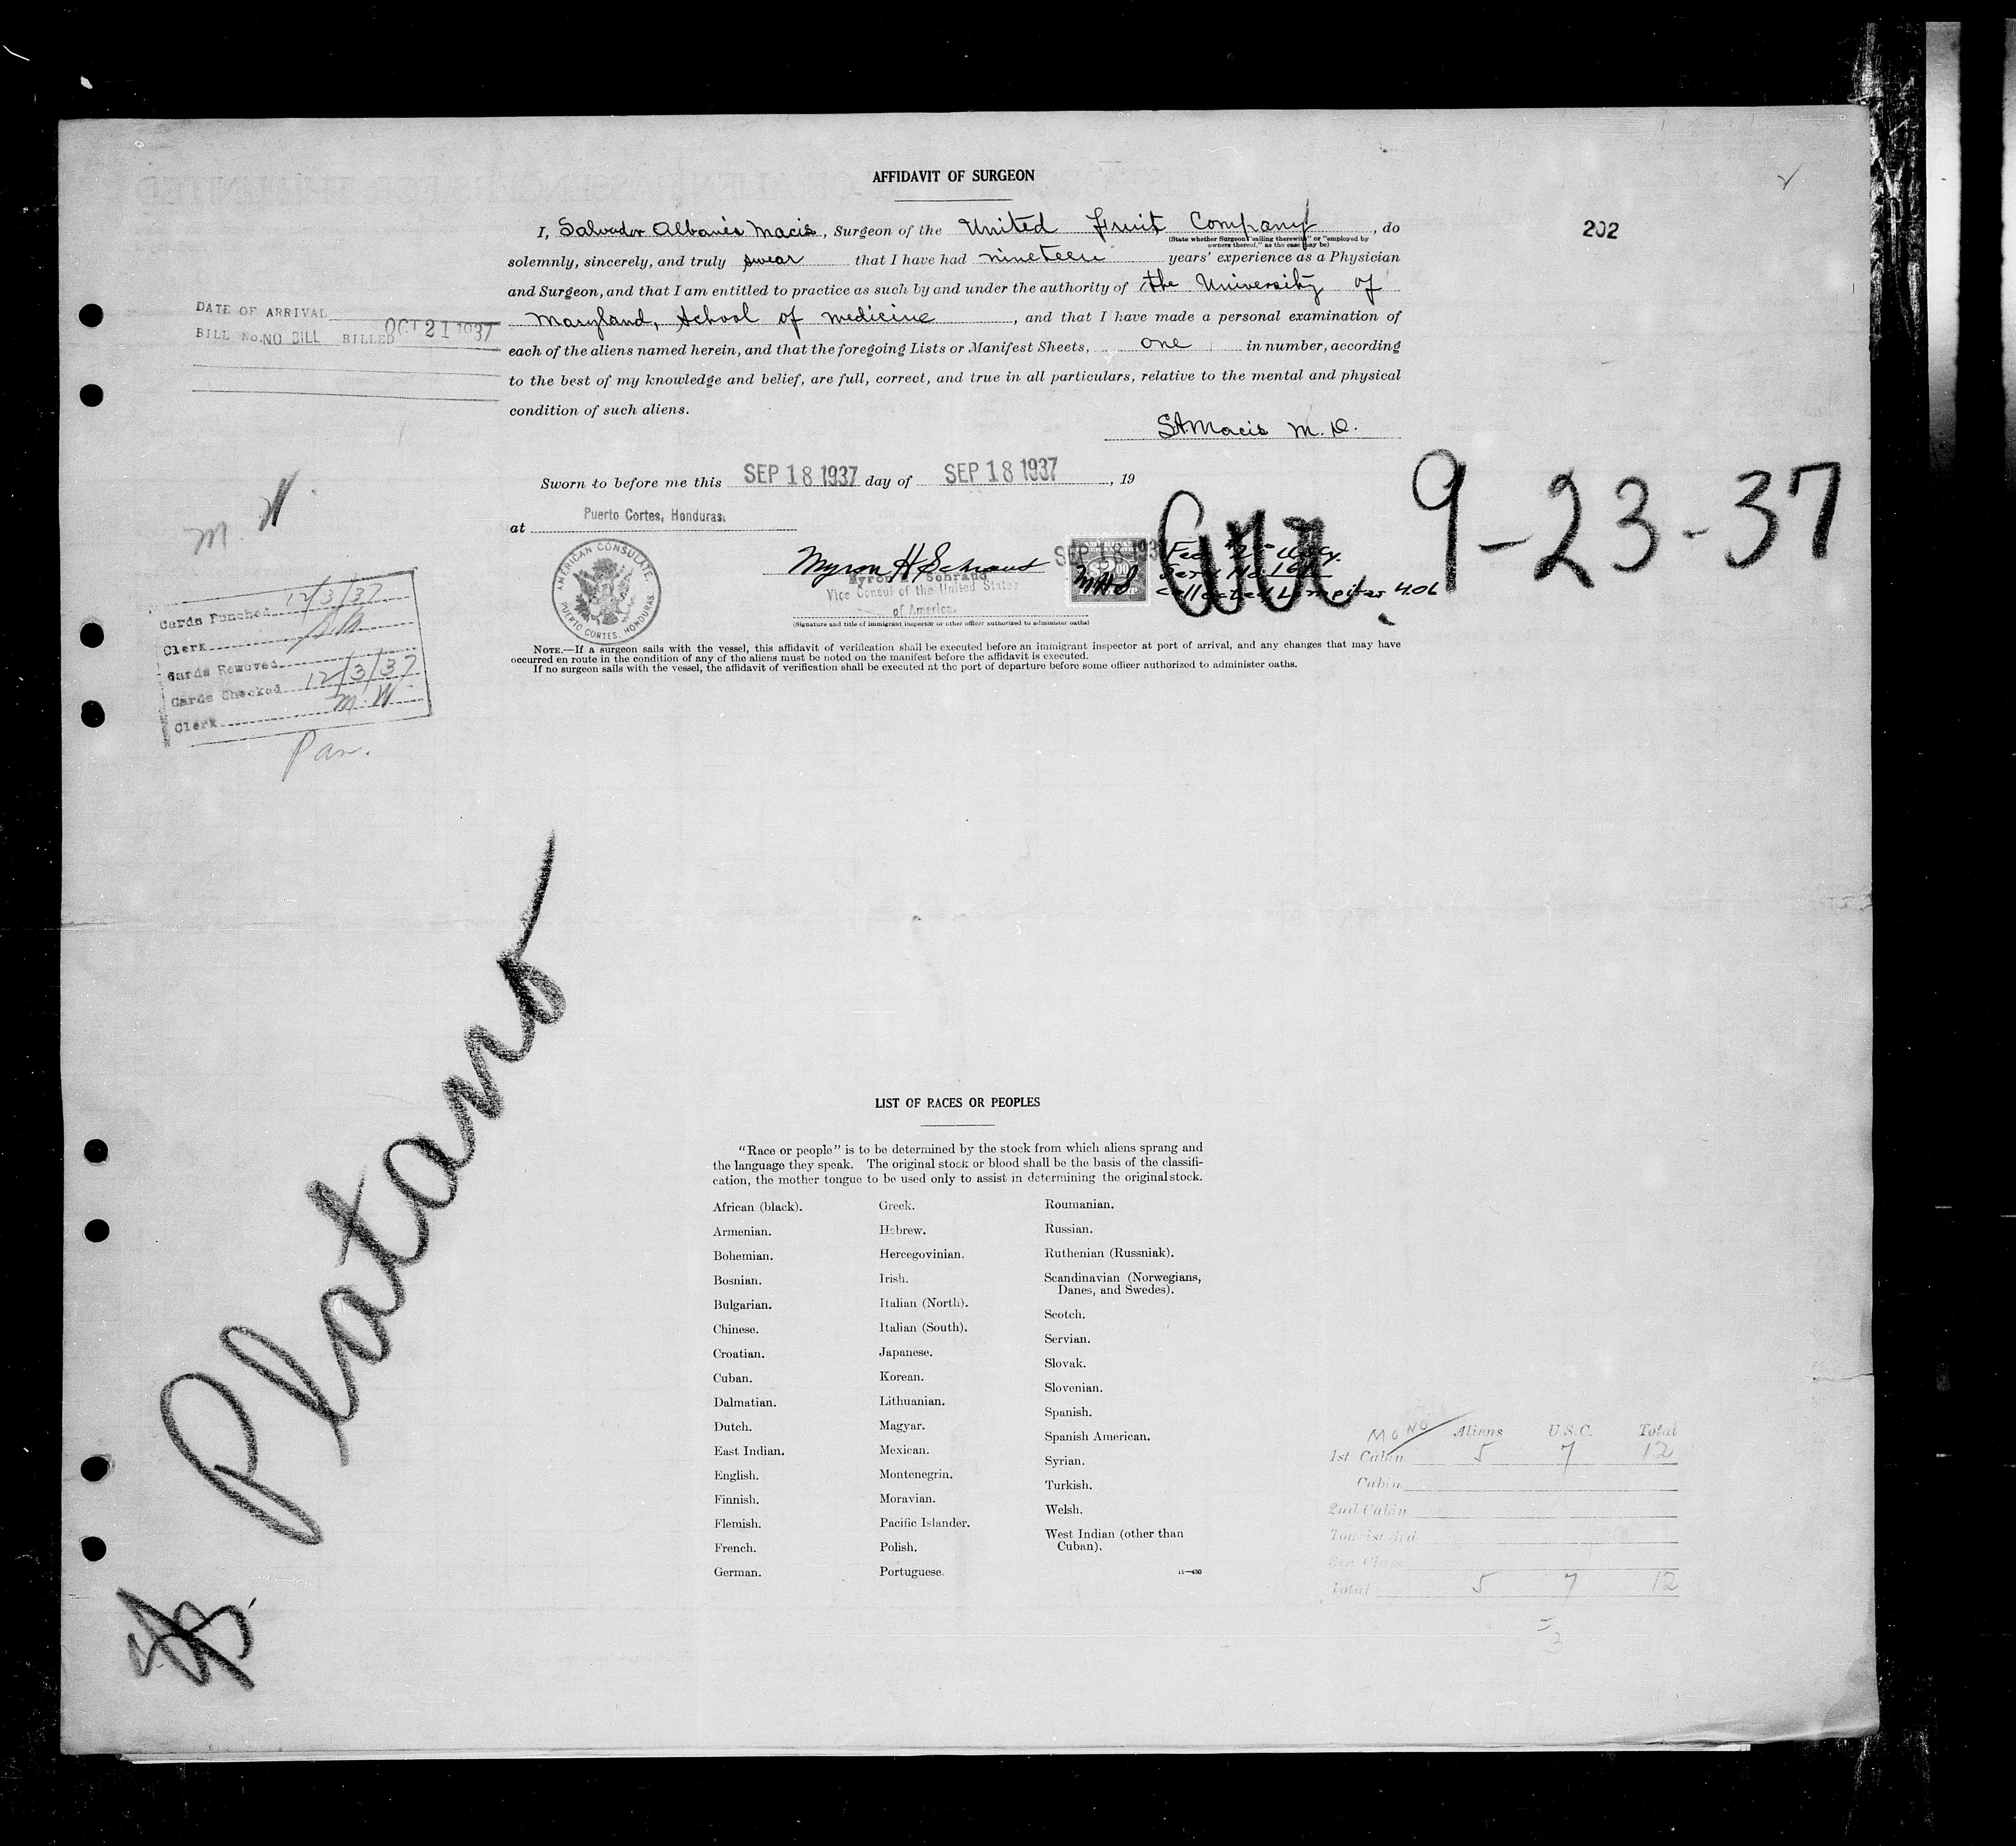 AFFIDAVIT OF SURGEON
I, Salvador Albanés Macis, Surgeon of the United Fruit Company, do
(State whether Surgeon "sailing therewith" or "employed by
owners thereof," as the case may be)
202
solemnly, sincerely, and truly swear that I have had nineteen years' experience as a Physician
and Surgeon, and that I am entitled to practice as such by and under the authority of the University of
Maryland, School of medicine, and that I have made a personal examination of
each of the aliens named herein, and that the foregoing Lists or Manifest Sheets, one in number, according
to the best of my knowledge and belief, are full, correct, and true in all particulars, relative to the mental and physical
condition of such aliens.
DATE OF ARRIVAL
BILL No. NO BILL BILLED OCT 21 1937
S.A.Macis M. D.
Sworn to before me this SEP 18 1937 day of SEP 18 1937, 19
at Puerto Cortes, Honduras.
9-23-37
M. W.
AMERICAN CONSULATE.
PUERTO CORTES, HONDURAS.
Myron H Schraud
Myron H. Schraud
Vice Consul of the United States
of America.
(Signature and title of immigrant inspector or other officer authorized to administer oaths)
SEP 18 193
MHS
Collected Lempiras 4.06
NOTE.—If a surgeon sails with the vessel, this affidavit of verification shall be executed before an immigrant inspector at port of arrival, and any changes that may have
occurred en route in the condition of any of the aliens must be noted on the manifest before the affidavit is executed.
If no surgeon sails with the vessel, the affidavit of verification shall be executed at the port of departure before some officer authorized to administer oaths.
Cards Punched 12/3/37
Clerk
Cards Removed
Cards Checked 12/3/37
Clerk M. W.
Pan.
Platano
LIST OF RACES OR PEOPLES
"Race or people" is to be determined by the stock from which aliens sprang and
the language they speak. The original stock or blood shall be the basis of the classifi-
cation, the mother tongue to be used only to assist in determining the original stock.
African (black).
Armenian.
Bohemian.
Bosnian.
Bulgarian.
Chinese.
Croatian.
Cuban.
Dalmatian.
Dutch.
East Indian.
English.
Finnish.
Flemish.
French.
German.
Greek.
Hebrew.
Hercegovinian.
Irish.
Italian (North).
Italian (South).
Japanese.
Korean.
Lithuanian.
Magyar.
Mexican.
Montenegrin.
Moravian.
Pacific Islander.
Polish.
Portuguese.
Roumanian.
Russian.
Ruthenian (Russniak).
Scandinavian (Norwegians,
Danes, and Swedes).
Scotch.
Servian.
Slovak.
Slovenian.
Spanish.
Spanish American.
Syrian.
Turkish.
Welsh.
West Indian (other than
Cuban).
Aliens U.S.C. Total
1st Cabin 5 7 12
Cabin
2nd Cabin
Tourist 3rd
Total 5 7 12